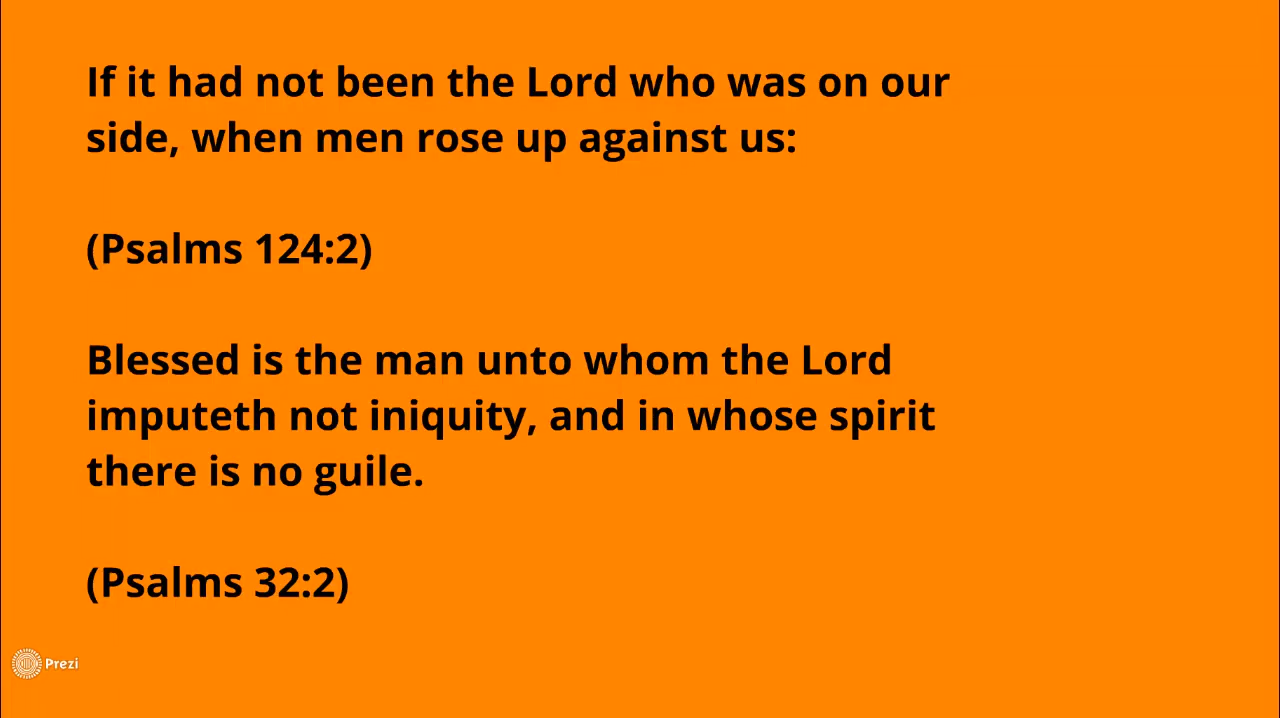 If it had not been the Lord who was on our
side, when men rose up against us:
(Psalms 124:2)
Blessed is the man unto whom the Lord
imputeth not iniquity, and in whose spirit
there is no guile.
(Psalms 32:2)
Prezi